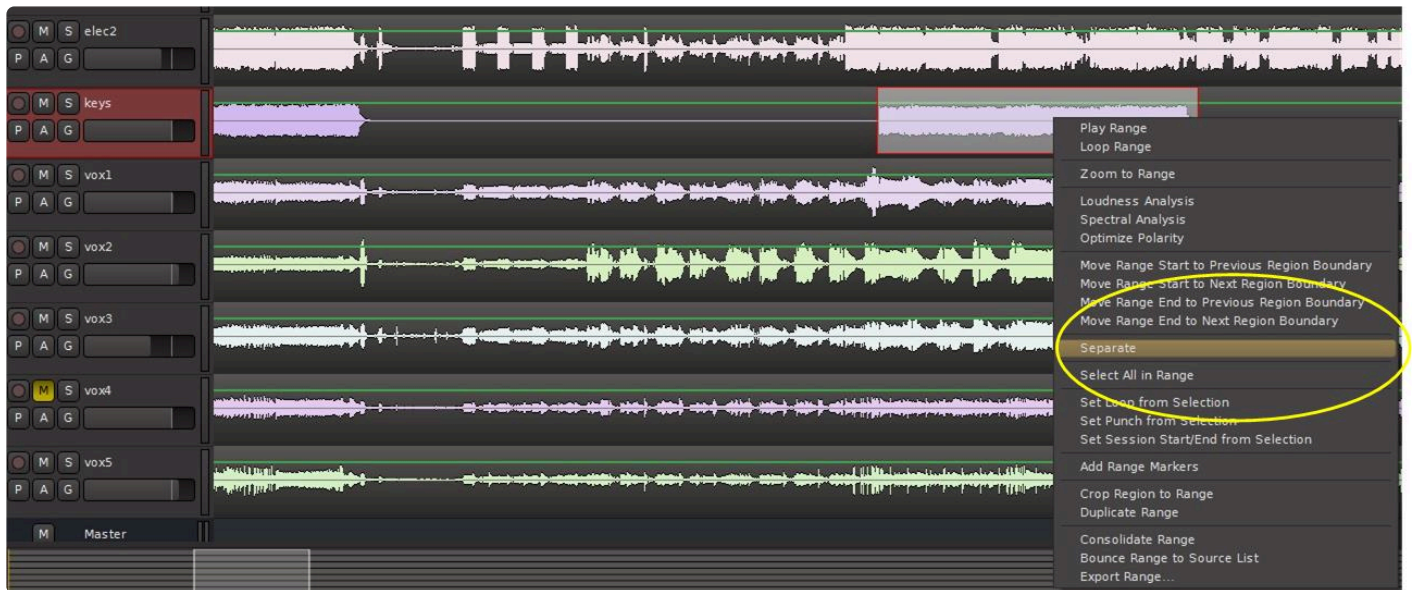 M S elec2
P A G
M S keys
P A G
M S vox1
P A G
M S vox2
P A G
M S vox3
P A G
M S vox4
P A G
M S vox5
P A G
M Master
Play Range
Loop Range
Zoom to Range
Loudness Analysis
Spectral Analysis
Optimize Polarity
Move Range Start to Previous Region Boundary
Move Range Start to Next Region Boundary
Move Range End to Previous Region Boundary
Move Range End to Next Region Boundary
Separate
Select All in Range
Set Loop from Selection
Set Punch from Selection
Set Session Start/End from Selection
Add Range Markers
Crop Region to Range
Duplicate Range
Consolidate Range
Bounce Range to Source List
Export Range...